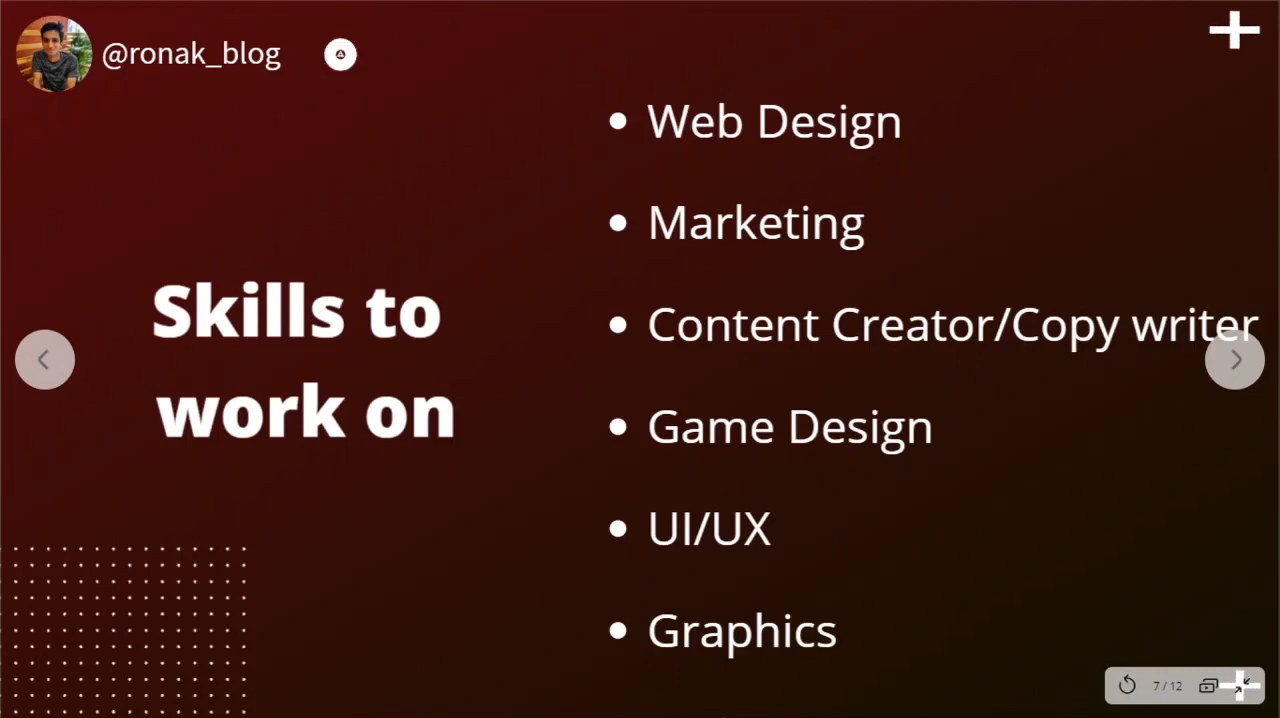 @ronak_blog
Skills to
work on
Web Design
Marketing
Content Creator/Copy writer
Game Design
UI/UX
Graphics
7 / 12